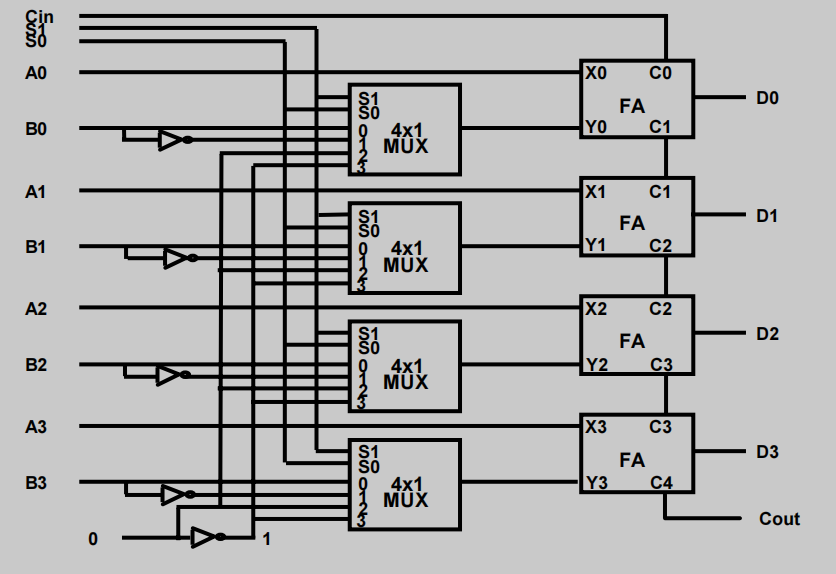 Cin
S1
S0
A0 X0 C0
S1
S0
FA D0
B0 0 4x1 Y0 C1
1 MUX
2
3
A1 X1 C1
S1
S0
FA D1
B1 0 4x1 Y1 C2
1 MUX
2
3
A2 X2 C2
S1
S0
FA D2
B2 0 4x1 Y2 C3
1 MUX
2
3
A3 X3 C3
S1
S0
FA D3
B3 0 4x1 Y3 C4
1 MUX
2
3
Cout
0 1